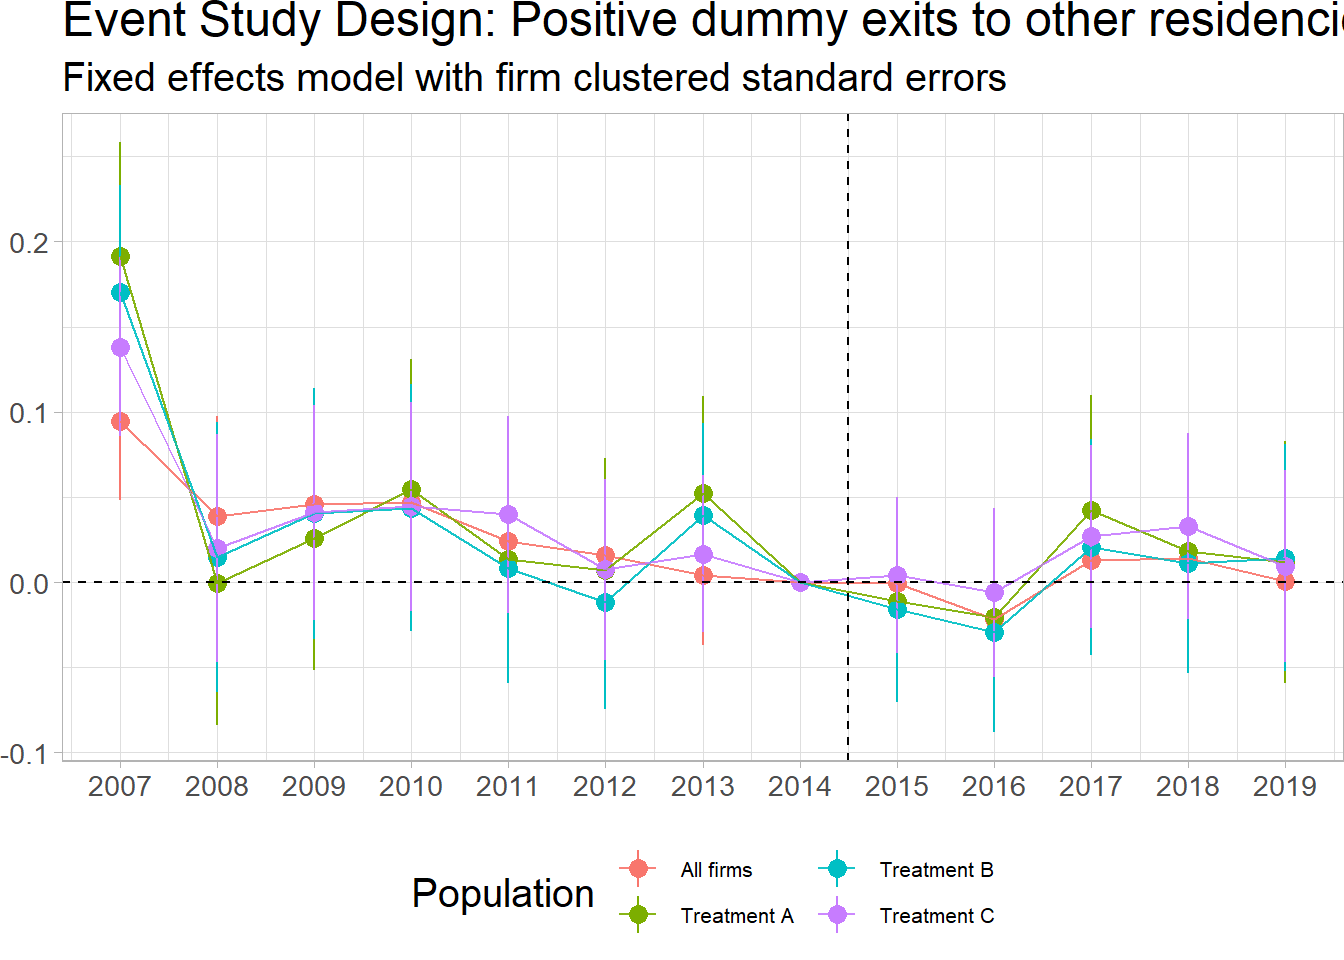 Event Study Design: Positive dummy exits to other residenci
Fixed effects model with firm clustered standard errors
0.2
0.1
0.0
-0.1
2007 2008 2009 2010 2011 2012 2013 2014 2015 2016 2017 2018 2019
Population
All firms
Treatment A
Treatment B
Treatment C